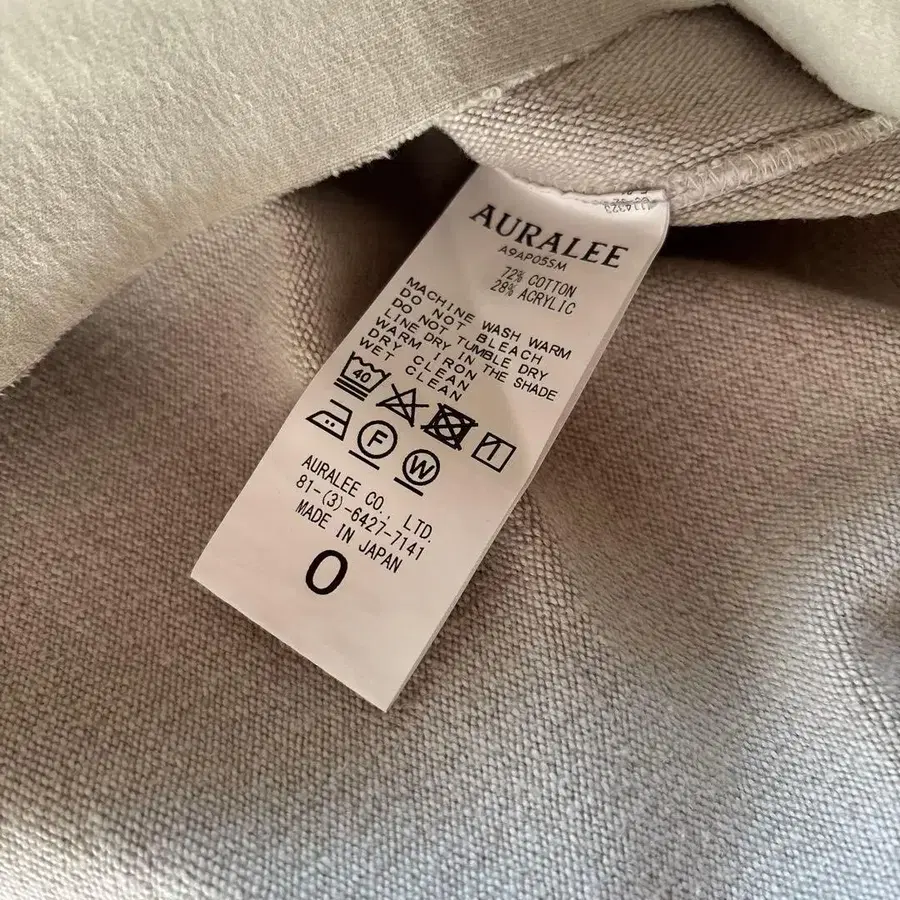 AURALEE
A9AP05SM
72% COTTON
28% ACRYLIC
MACHINE WASH WARM
DO NOT BLEACH
DO NOT TUMBLE DRY
LINE DRY IN THE SHADE
WARM IRON
DRY CLEAN
WET CLEAN
40
F
W
AURALEE CO., LTD.
81-(3)-6427-7141
MADE IN JAPAN
0